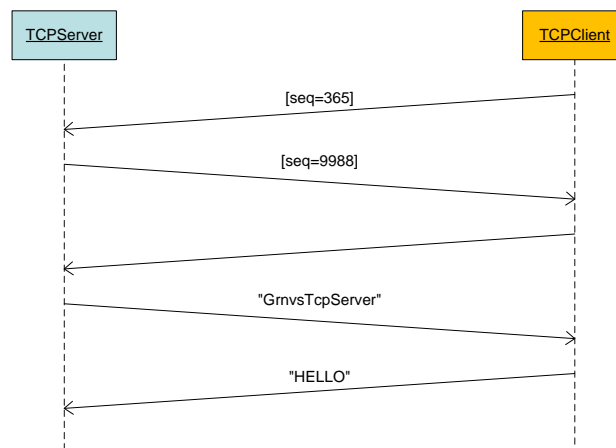 TCPServer
TCPClient
[seq=365]
[seq=9988]
"GrnvsTcpServer"
"HELLO"